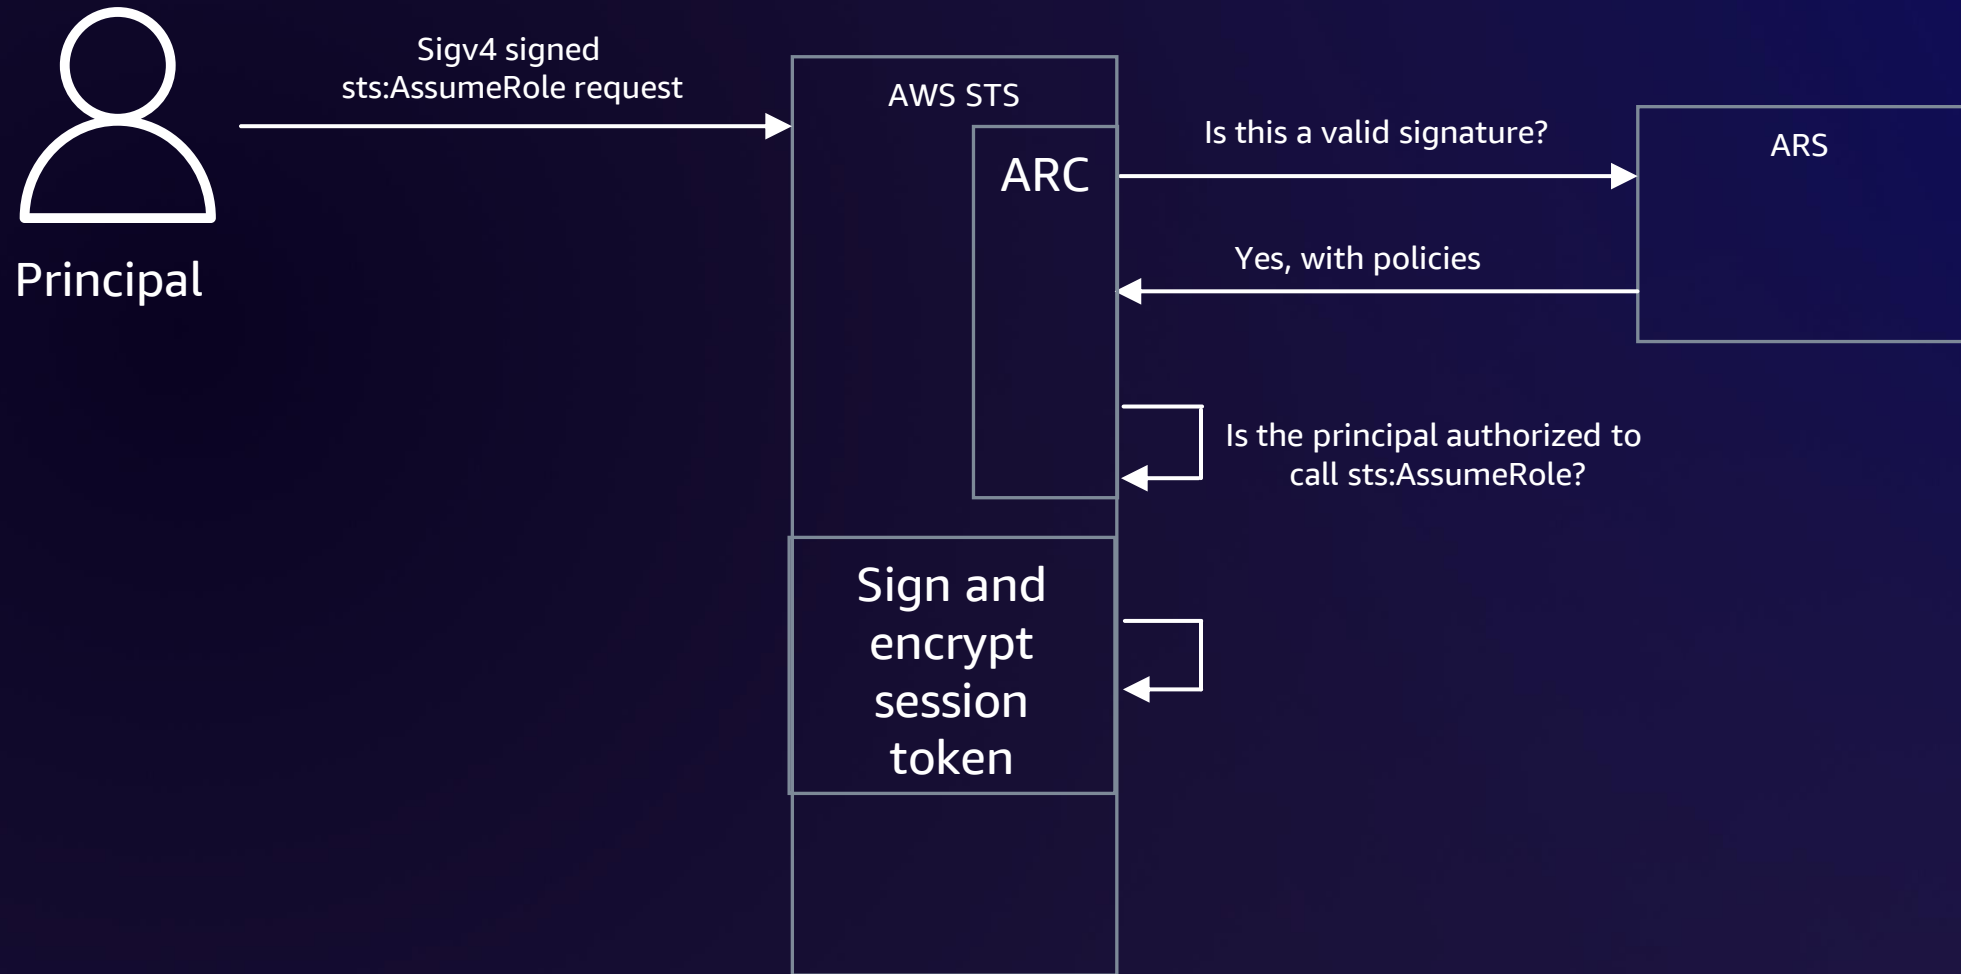 Sigv4 signed
sts:AssumeRole request
Principal
AWS STS
ARC
Is this a valid signature?
ARS
Yes, with policies
Is the principal authorized to
call sts:AssumeRole?
Sign and
encrypt
session
token